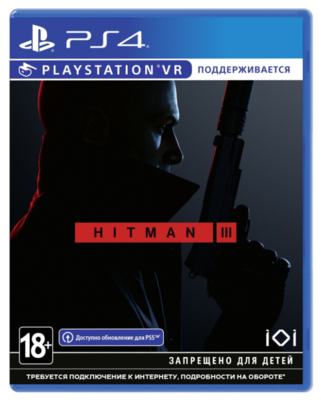 PS4
PLAYSTATION®VR ПОДДЕРЖИВАЕТСЯ
HITMAN III
18+
Доступно обновление для PS5™
IOI
ЗАПРЕЩЕНО ДЛЯ ДЕТЕЙ
ТРЕБУЕТСЯ ПОДКЛЮЧЕНИЕ К ИНТЕРНЕТУ, ПОДРОБНОСТИ НА ОБОРОТЕ*